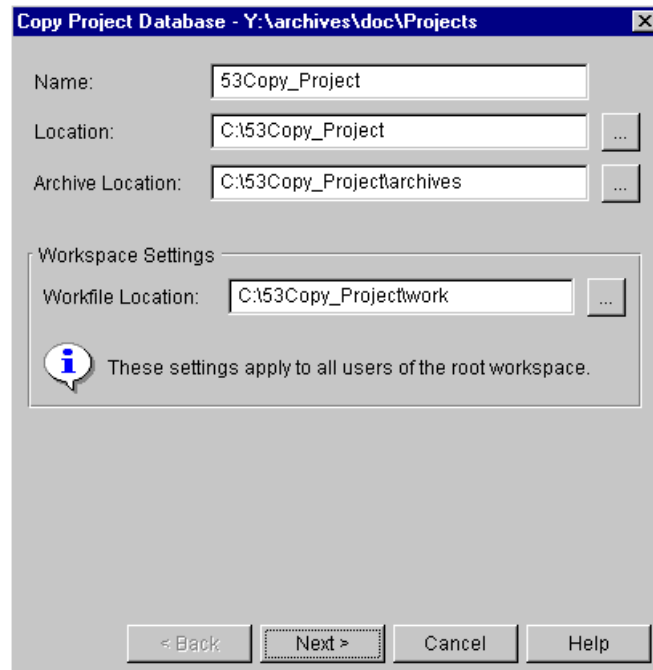 Copy Project Database - Y:\archives\doc\Projects
Name: 53Copy_Project
Location: C:\53Copy_Project ...
Archive Location: C:\53Copy_Project\archives ...
Workspace Settings
Workfile Location: C:\53Copy_Project\work ...
These settings apply to all users of the root workspace.
< Back Next > Cancel Help